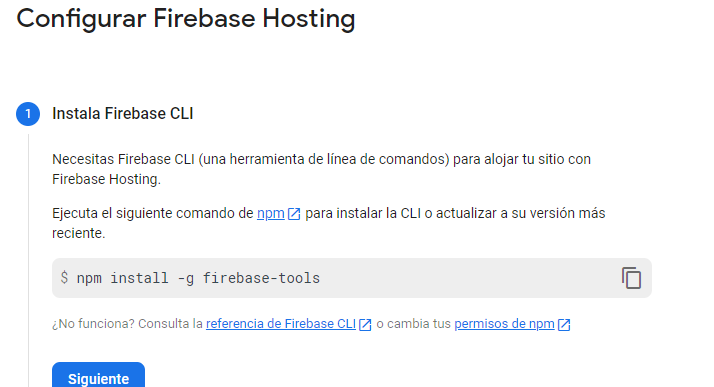 Configurar Firebase Hosting
1 Instala Firebase CLI
Necesitas Firebase CLI (una herramienta de línea de comandos) para alojar tu sitio con
Firebase Hosting.
Ejecuta el siguiente comando de npm para instalar la CLI o actualizar a su versión más
reciente.
$ npm install -g firebase-tools
¿No funciona? Consulta la referencia de Firebase CLI o cambia tus permisos de npm
Siguiente